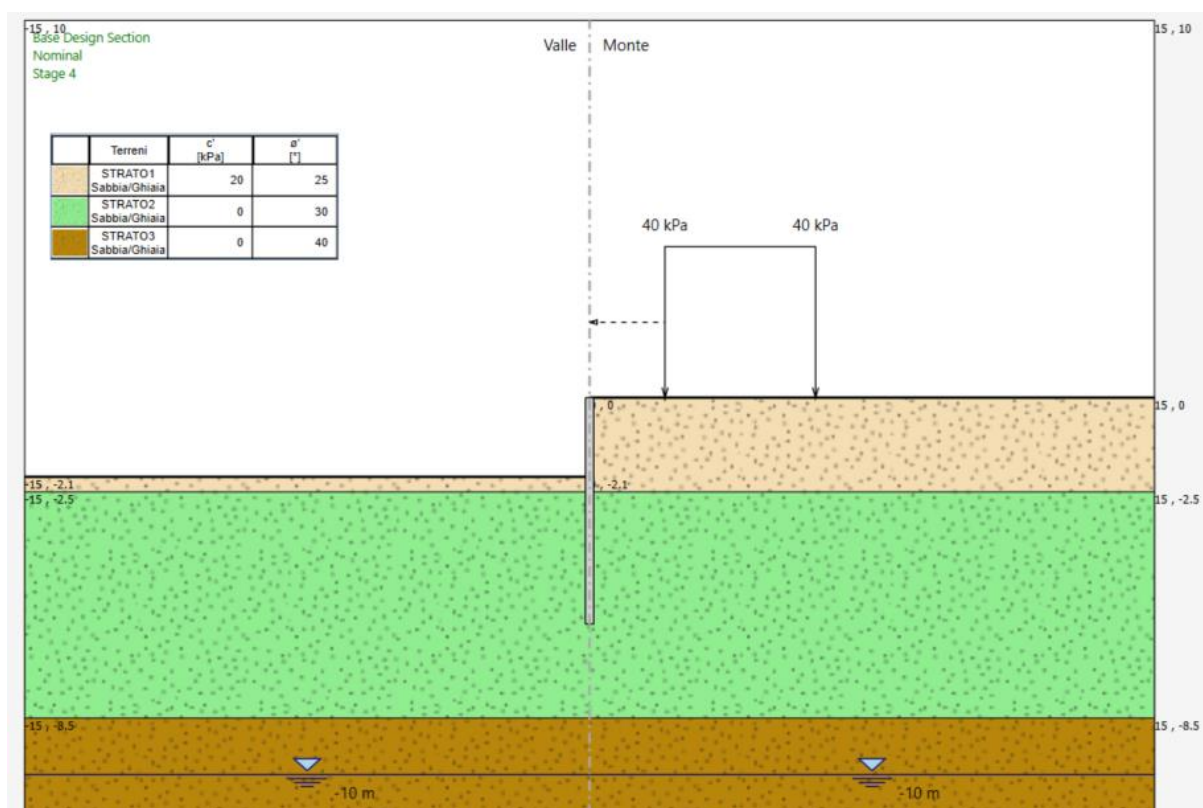 -15 , 10
15 , 10
Base Design Section
Nominal
Stage 4
Valle
Monte
Terreni
c'
[kPa]
ø'
[°]
STRATO1
Sabbia/Ghiaia
20
25
STRATO2
Sabbia/Ghiaia
0
30
STRATO3
Sabbia/Ghiaia
0
40
40 kPa
40 kPa
, 0
15 , 0
-15 , -2.1
, -2.1
-15 , -2.5
15 , -2.5
-15 , -8.5
15 , -8.5
-10 m
-10 m